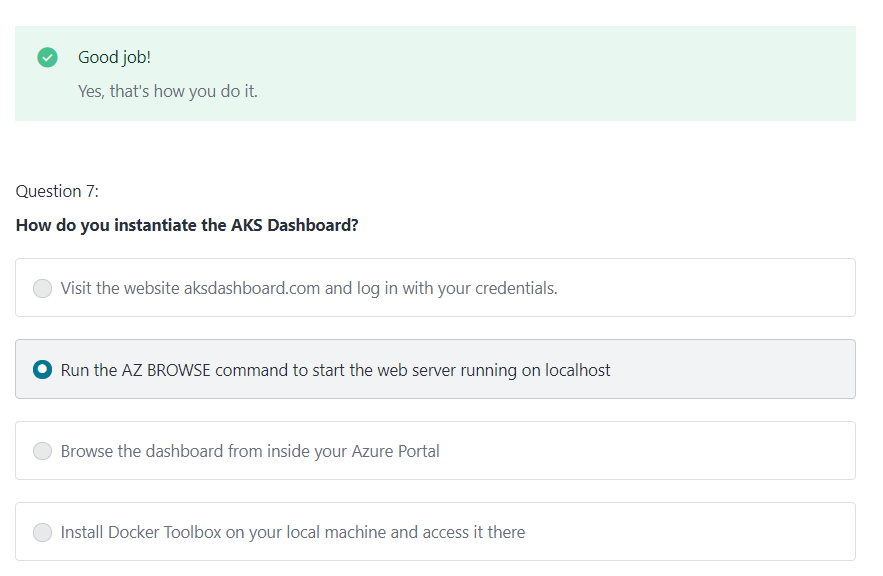 Good job!
Yes, that's how you do it.
Question 7:
How do you instantiate the AKS Dashboard?
Visit the website aksdashboard.com and log in with your credentials.
Run the AZ BROWSE command to start the web server running on localhost
Browse the dashboard from inside your Azure Portal
Install Docker Toolbox on your local machine and access it there